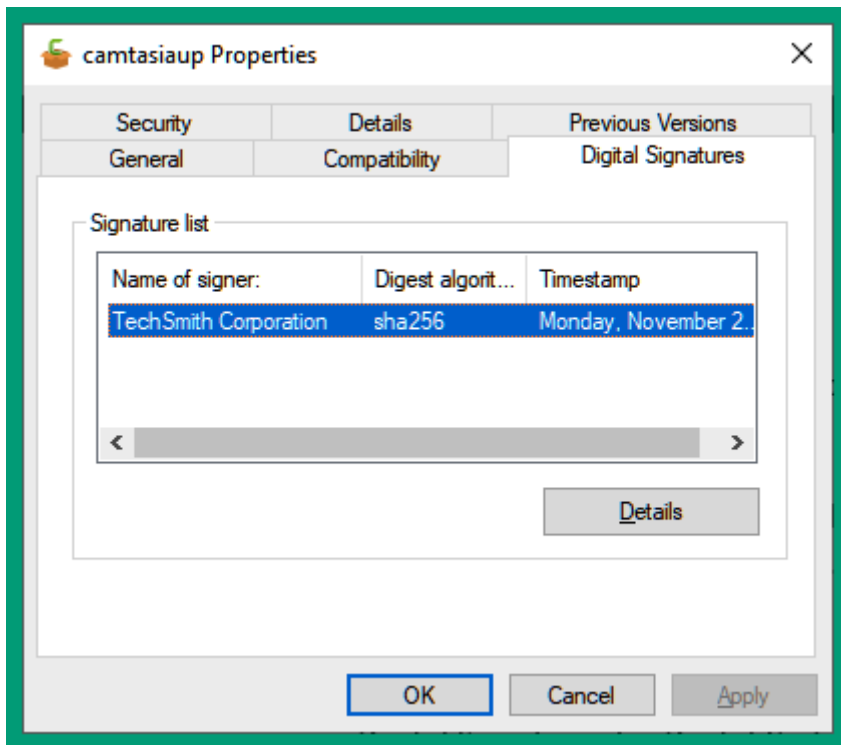 camtasiaup Properties
Security Details Previous Versions
General Compatibility Digital Signatures
Signature list
Name of signer: Digest algorit... Timestamp
TechSmith Corporation sha256 Monday, November 2..
Details
OK Cancel Apply